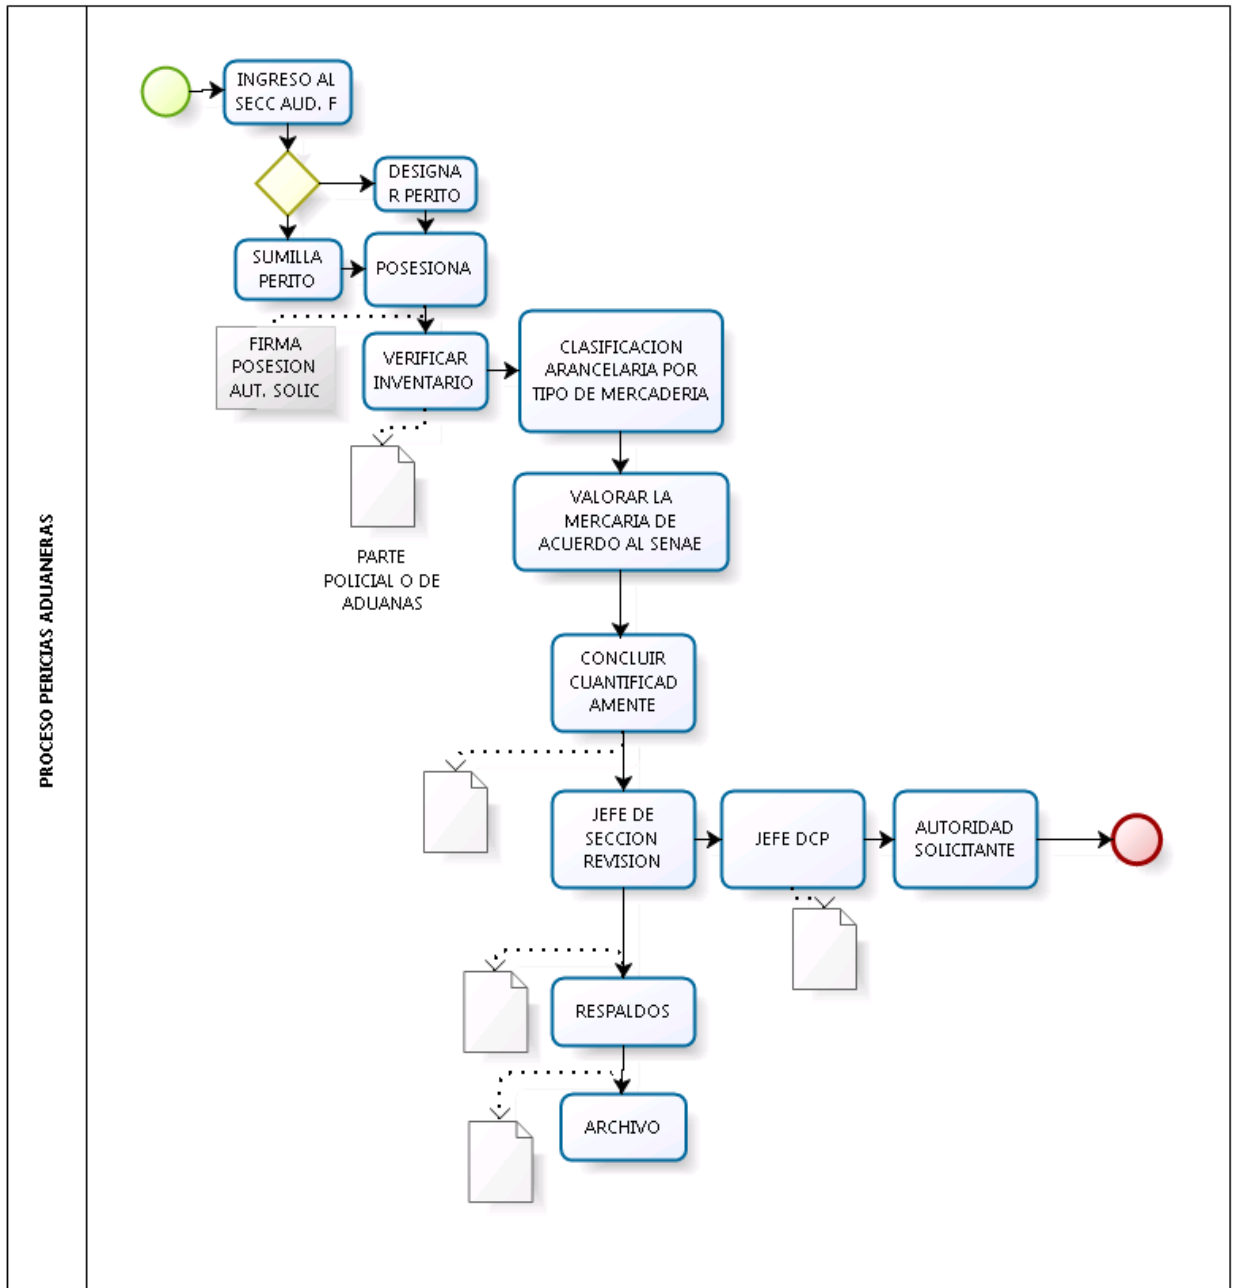 PROCESO PERICIAS ADUANERAS
INGRESO AL
SECC AUD. F
DESIGNA
R PERITO
SUMILLA
PERITO
POSESIONA
FIRMA
POSESION
AUT. SOLIC
VERIFICAR
INVENTARIO
CLASIFICACION
ARANCELARIA POR
TIPO DE MERCADERIA
PARTE
POLICIAL O DE
ADUANAS
VALORAR LA
MERCARIA DE
ACUERDO AL SENAE
CONCLUIR
CUANTIFICAD
AMENTE
JEFE DE
SECCION
REVISION
JEFE DCP
AUTORIDAD
SOLICITANTE
RESPALDOS
ARCHIVO